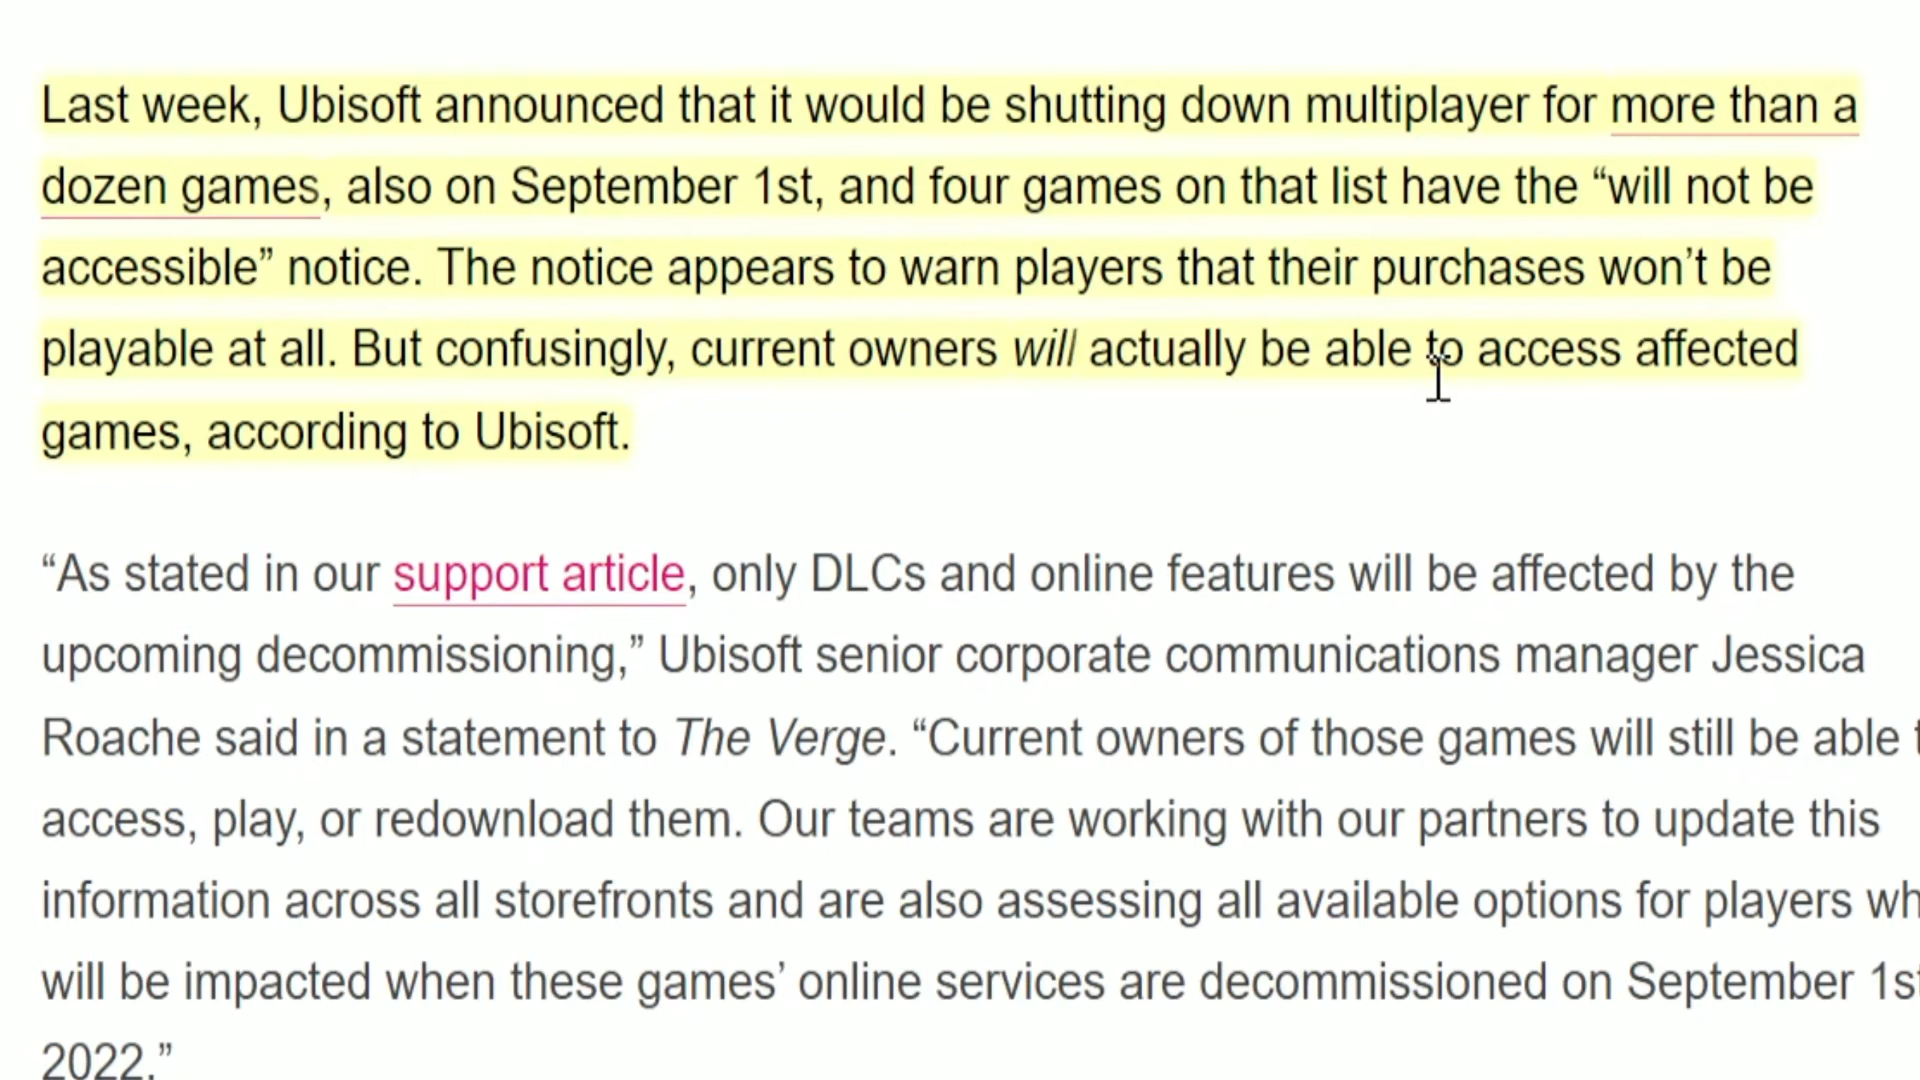 Last week, Ubisoft announced that it would be shutting down multiplayer for more than a
dozen games, also on September 1st, and four games on that list have the “will not be
accessible” notice. The notice appears to warn players that their purchases won’t be
playable at all. But confusingly, current owners will actually be able to access affected
games, according to Ubisoft.
“As stated in our support article, only DLCs and online features will be affected by the
upcoming decommissioning,” Ubisoft senior corporate communications manager Jessica
Roache said in a statement to The Verge. “Current owners of those games will still be able
access, play, or redownload them. Our teams are working with our partners to update this
information across all storefronts and are also assessing all available options for players
will be impacted when these games’ online services are decommissioned on September 1st
2022.”